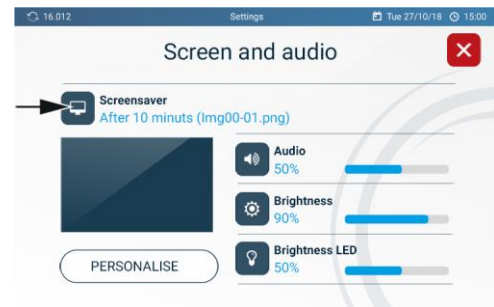 16.012 Settings Tue 27/10/18 15:00
Screen and audio
Screensaver
After 10 minuts (Img00-01.png)
Audio
50%
Brightness
90%
Brightness LED
50%
PERSONALISE